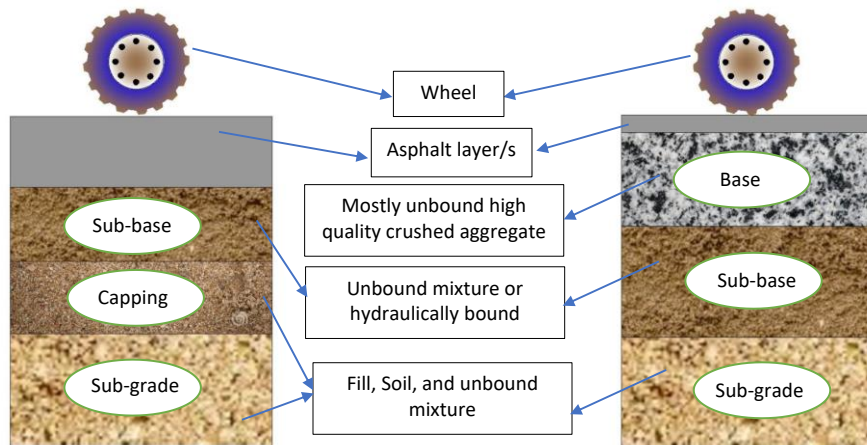 Wheel
Asphalt layer/s
Mostly unbound high
quality crushed aggregate
Unbound mixture or
hydraulically bound
Fill, Soil, and unbound
mixture
Sub-base
Capping
Sub-grade
Base
Sub-base
Sub-grade